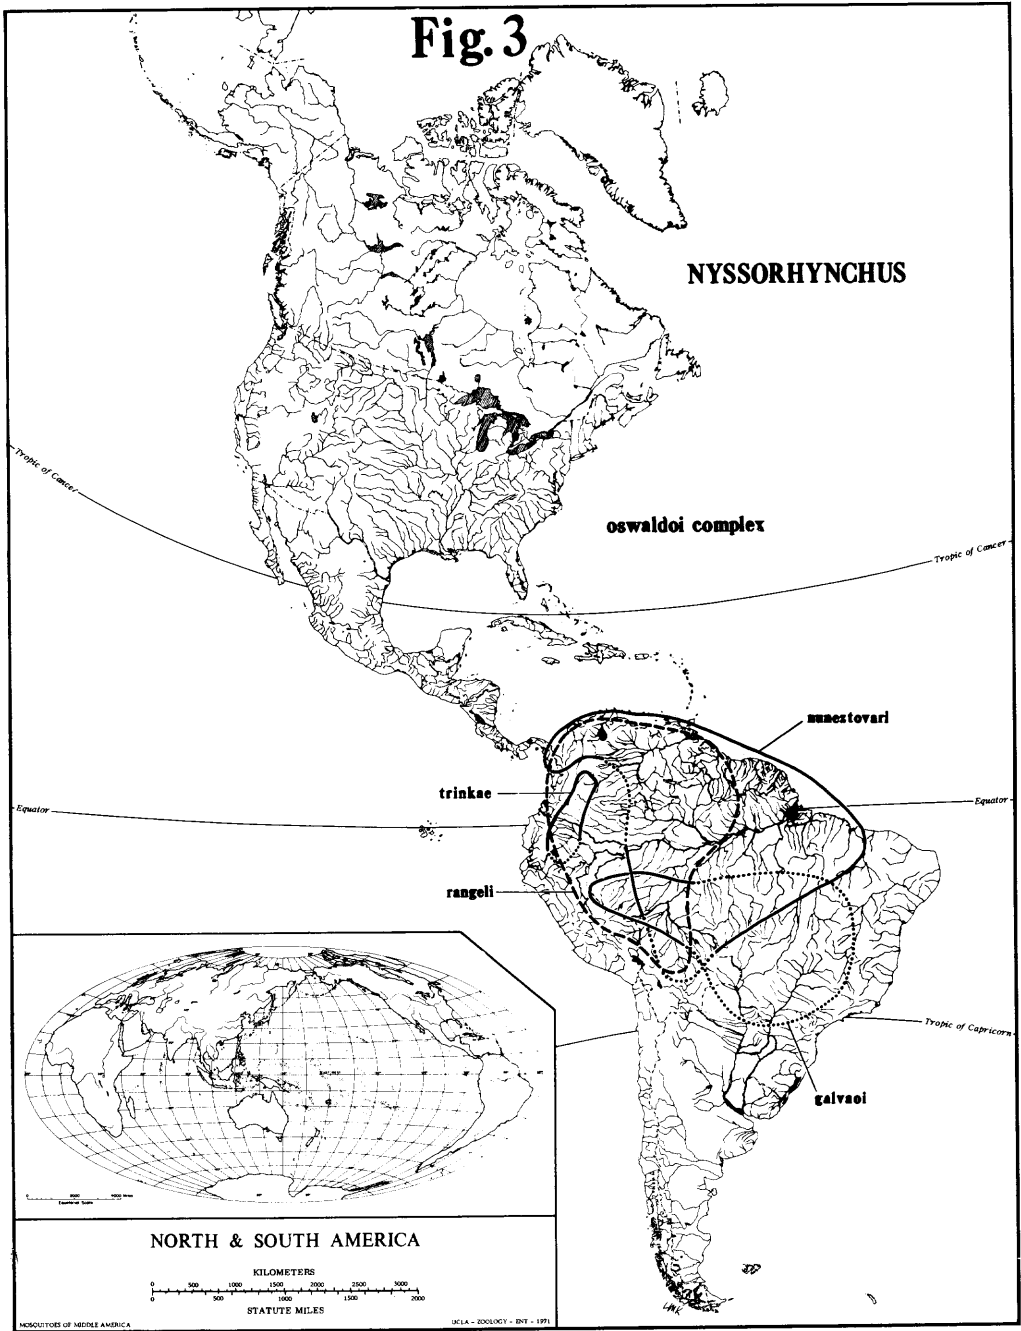 Fig. 3
NYSSORHYNCHUS
Tropic of Cancer
oswaldoi complex
Tropic of Cancer
nuneztovari
trinkae
Equator
Equator
rangeli
Tropic of Capricorn
galvaoi
NORTH & SOUTH AMERICA
KILOMETERS
0 500 1000 1500 2000 2500 3000
0 500 1000 1500 2000
STATUTE MILES
MOSQUITOES OF MIDDLE AMERICA
UCLA - ZOOLOGY - ENT - 1971